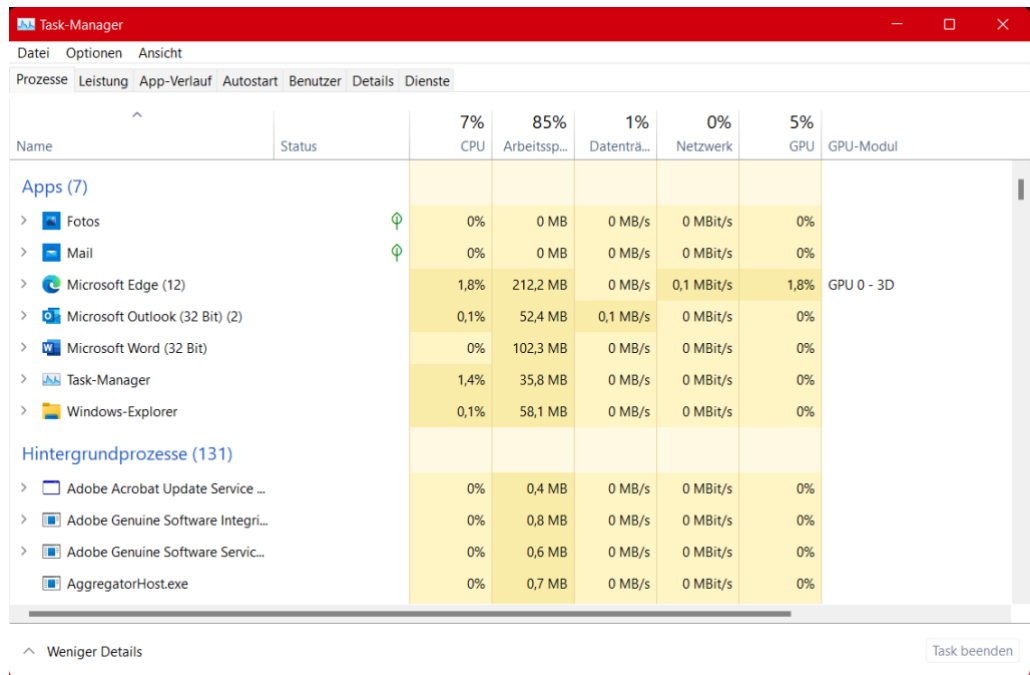 Task-Manager
Datei Optionen Ansicht
Prozesse Leistung App-Verlauf Autostart Benutzer Details Dienste
7% 85% 1% 0% 5%
Name Status CPU Arbeitssp... Datenträ... Netzwerk GPU GPU-Modul
Apps (7)
Fotos 0% 0 MB 0 MB/s 0 MBit/s 0%
Mail 0% 0 MB 0 MB/s 0 MBit/s 0%
Microsoft Edge (12) 1,8% 212,2 MB 0 MB/s 0,1 MBit/s 1,8% GPU 0 - 3D
Microsoft Outlook (32 Bit) (2) 0,1% 52,4 MB 0,1 MB/s 0 MBit/s 0%
Microsoft Word (32 Bit) 0% 102,3 MB 0 MB/s 0 MBit/s 0%
Task-Manager 1,4% 35,8 MB 0 MB/s 0 MBit/s 0%
Windows-Explorer 0,1% 58,1 MB 0 MB/s 0 MBit/s 0%
Hintergrundprozesse (131)
Adobe Acrobat Update Service ... 0% 0,4 MB 0 MB/s 0 MBit/s 0%
Adobe Genuine Software Integri... 0% 0,8 MB 0 MB/s 0 MBit/s 0%
Adobe Genuine Software Servic... 0% 0,6 MB 0 MB/s 0 MBit/s 0%
AggregatorHost.exe 0% 0,7 MB 0 MB/s 0 MBit/s 0%
Weniger Details Task beenden